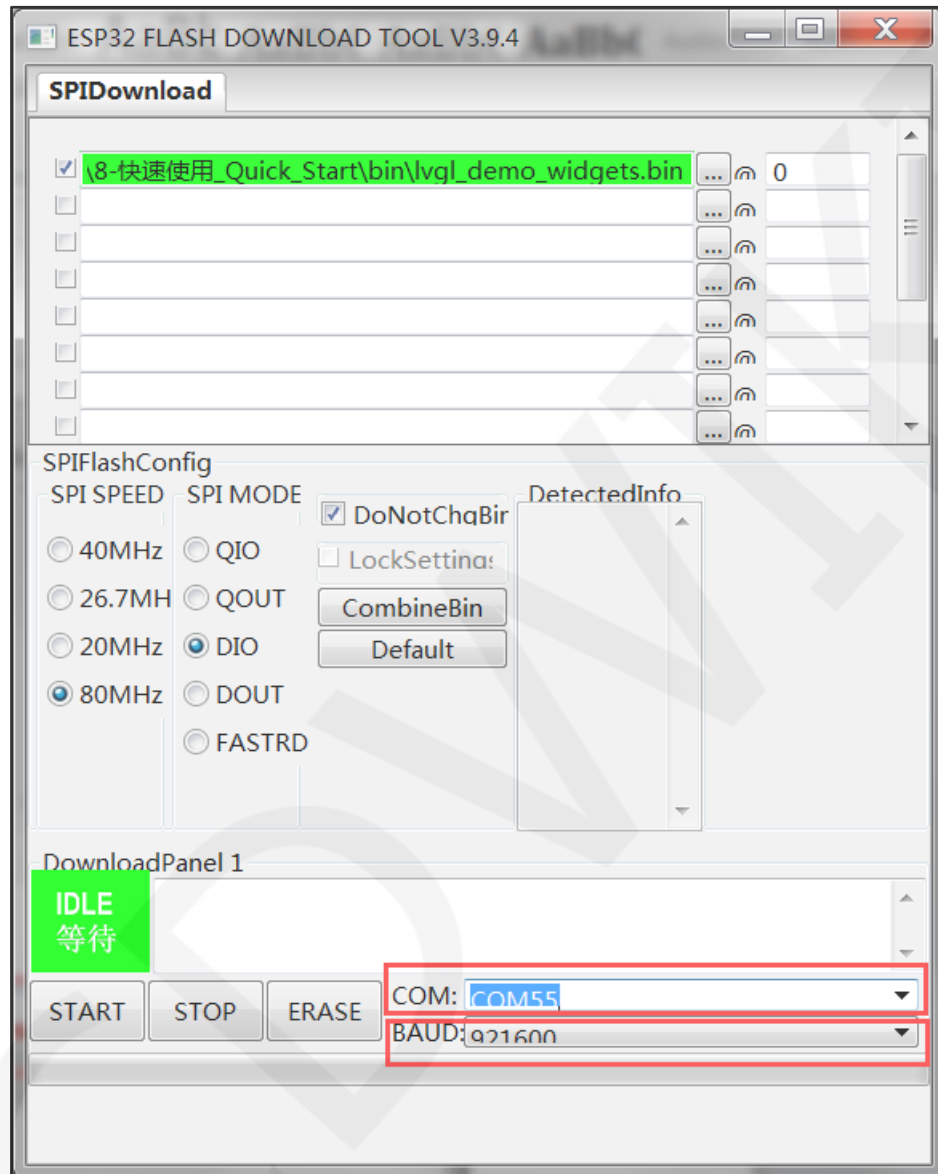 ESP32 FLASH DOWNLOAD TOOL V3.9.4
SPIDownload
\8-快速使用_Quick_Start\bin\lvgl_demo_widgets.bin ... @ 0
... @
... @
... @
... @
... @
... @
... @
SPIFlashConfig
SPI SPEED SPI MODE DetectedInfo
DoNotChgBin
40MHz QIO
LockSettings
26.7MH QOUT
CombineBin
20MHz DIO Default
80MHz DOUT
FASTRD
DownloadPanel 1
IDLE
等待
START STOP ERASE
COM: COM55
BAUD: 921600